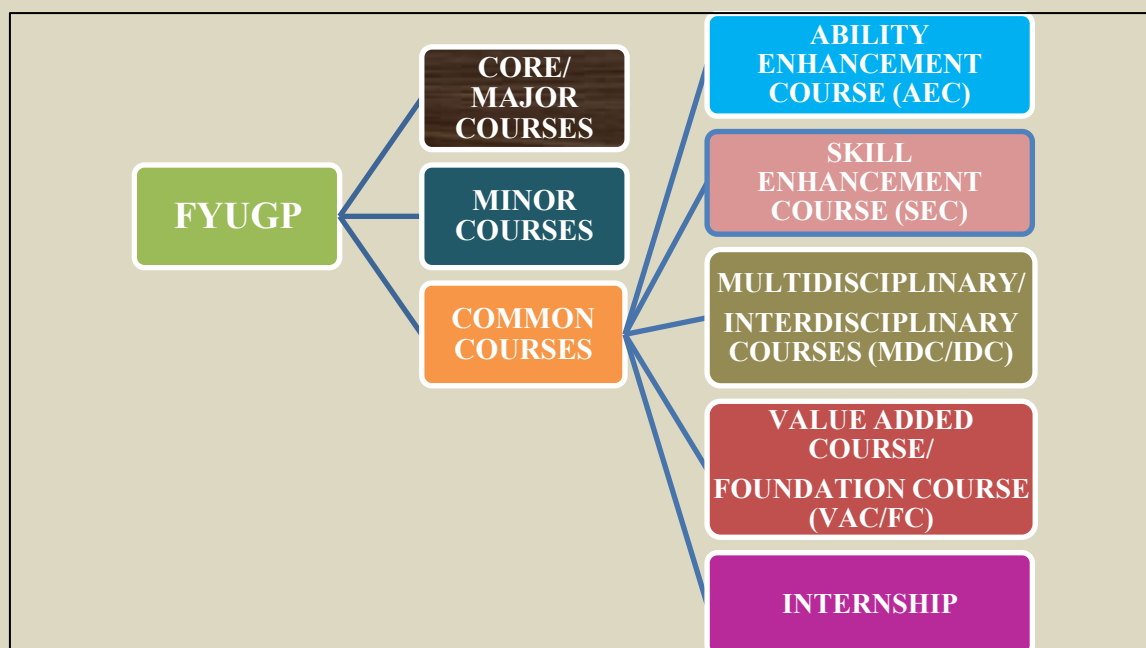 FYUGP
CORE/
MAJOR
COURSES
MINOR
COURSES
COMMON
COURSES
ABILITY
ENHANCEMENT
COURSE (AEC)
SKILL
ENHANCEMENT
COURSE (SEC)
MULTIDISCIPLINARY/
INTERDISCIPLINARY
COURSES (MDC/IDC)
VALUE ADDED
COURSE/
FOUNDATION COURSE
(VAC/FC)
INTERNSHIP